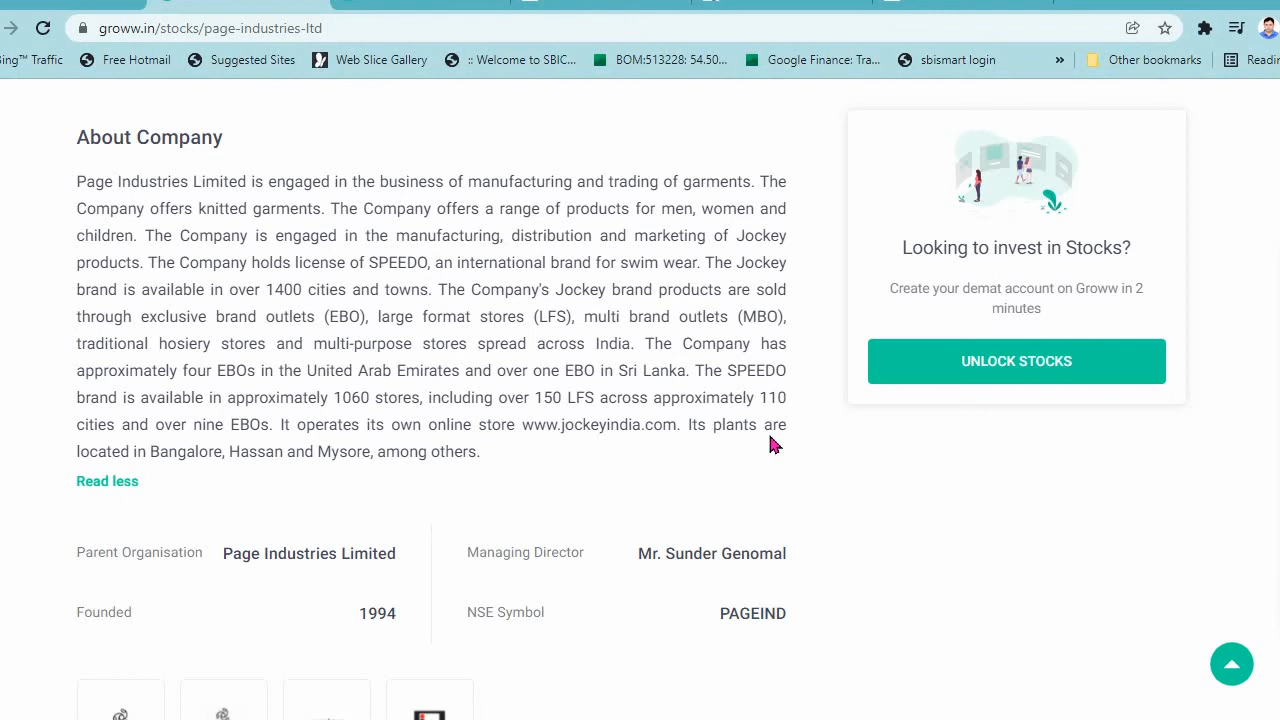 groww.in/stocks/page-industries-ltd
Bing™ Traffic Free Hotmail Suggested Sites Web Slice Gallery :: Welcome to SBIC... BOM:513228: 54.50... Google Finance: Tra... sbismart login » Other bookmarks Readin
About Company
Page Industries Limited is engaged in the business of manufacturing and trading of garments. The
Company offers knitted garments. The Company offers a range of products for men, women and
children. The Company is engaged in the manufacturing, distribution and marketing of Jockey
products. The Company holds license of SPEEDO, an international brand for swim wear. The Jockey
brand is available in over 1400 cities and towns. The Company's Jockey brand products are sold
through exclusive brand outlets (EBO), large format stores (LFS), multi brand outlets (MBO),
traditional hosiery stores and multi-purpose stores spread across India. The Company has
approximately four EBOs in the United Arab Emirates and over one EBO in Sri Lanka. The SPEEDO
brand is available in approximately 1060 stores, including over 150 LFS across approximately 110
cities and over nine EBOs. It operates its own online store www.jockeyindia.com. Its plants are
located in Bangalore, Hassan and Mysore, among others.
Read less
Parent Organisation Page Industries Limited
Managing Director Mr. Sunder Genomal
Founded 1994
NSE Symbol PAGEIND
Looking to invest in Stocks?
Create your demat account on Groww in 2
minutes
UNLOCK STOCKS